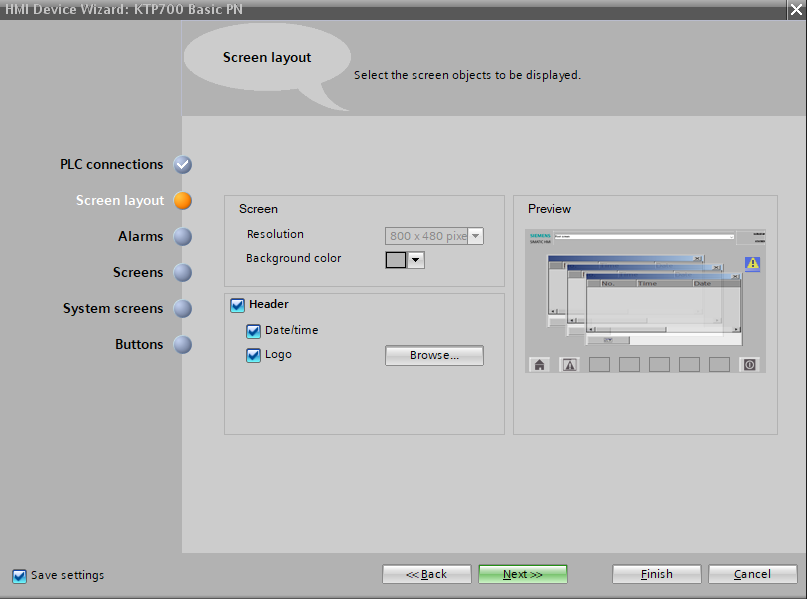 HMI Device Wizard: KTP700 Basic PN
Screen layout
Select the screen objects to be displayed.
PLC connections
Screen layout
Alarms
Screens
System screens
Buttons
Screen
Resolution
800 x 480 pixe
Background color
Header
Date/time
Logo
Browse...
Preview
SIEMENS
SIMATIC HMI
No.
Time
Date
Save settings
<< Back
Next >>
Finish
Cancel